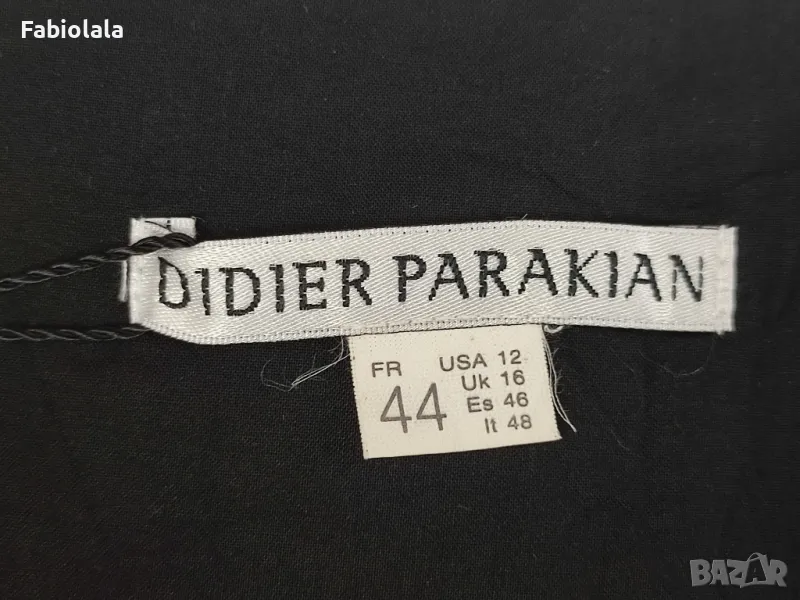 Fabiolala
DIDIER PARAKIAN
FR 44
USA 12
Uk 16
Es 46
It 48
BAZAR